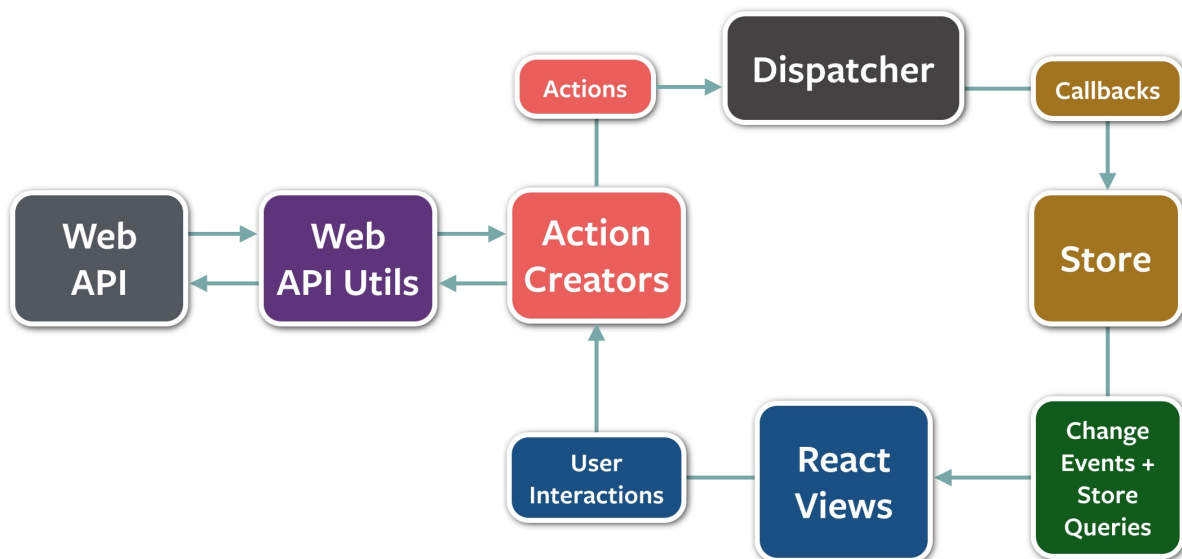 Actions
Dispatcher
Callbacks
Web
API
Web
API Utils
Action
Creators
Store
User
Interactions
React
Views
Change
Events +
Store
Queries